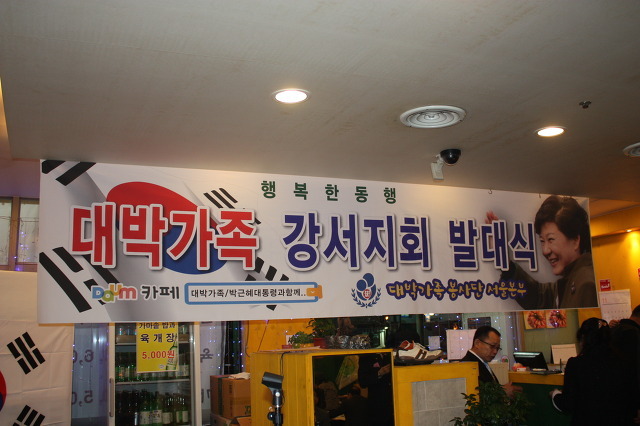 행복한동행
대박가족 강서지회 발대식
Daum 카페
대박가족/박근혜대통령과함께..
대박가족봉사단 서울본부
가마솥 밥과
육개장
5.000원